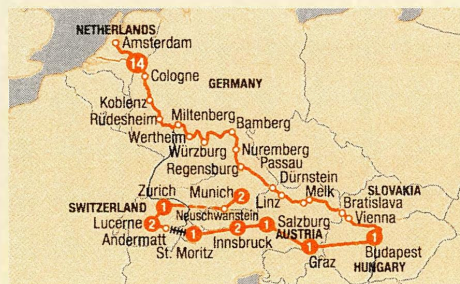 NETHERLANDS
Amsterdam
14
Cologne
GERMANY
Koblenz
Rüdesheim
Miltenberg
Bamberg
Wertheim
Würzburg
Nuremberg
Regensburg
Passau
Dürnstein
Zurich
Munich
2
Linz
Melk
SLOVAKIA
Bratislava
1
Vienna
SWITZERLAND
Neuschwanstein
Lucerne
2
Salzburg
Andermatt
1
2
1
AUSTRIA
1
St. Moritz
Innsbruck
1
Graz
Budapest
HUNGARY